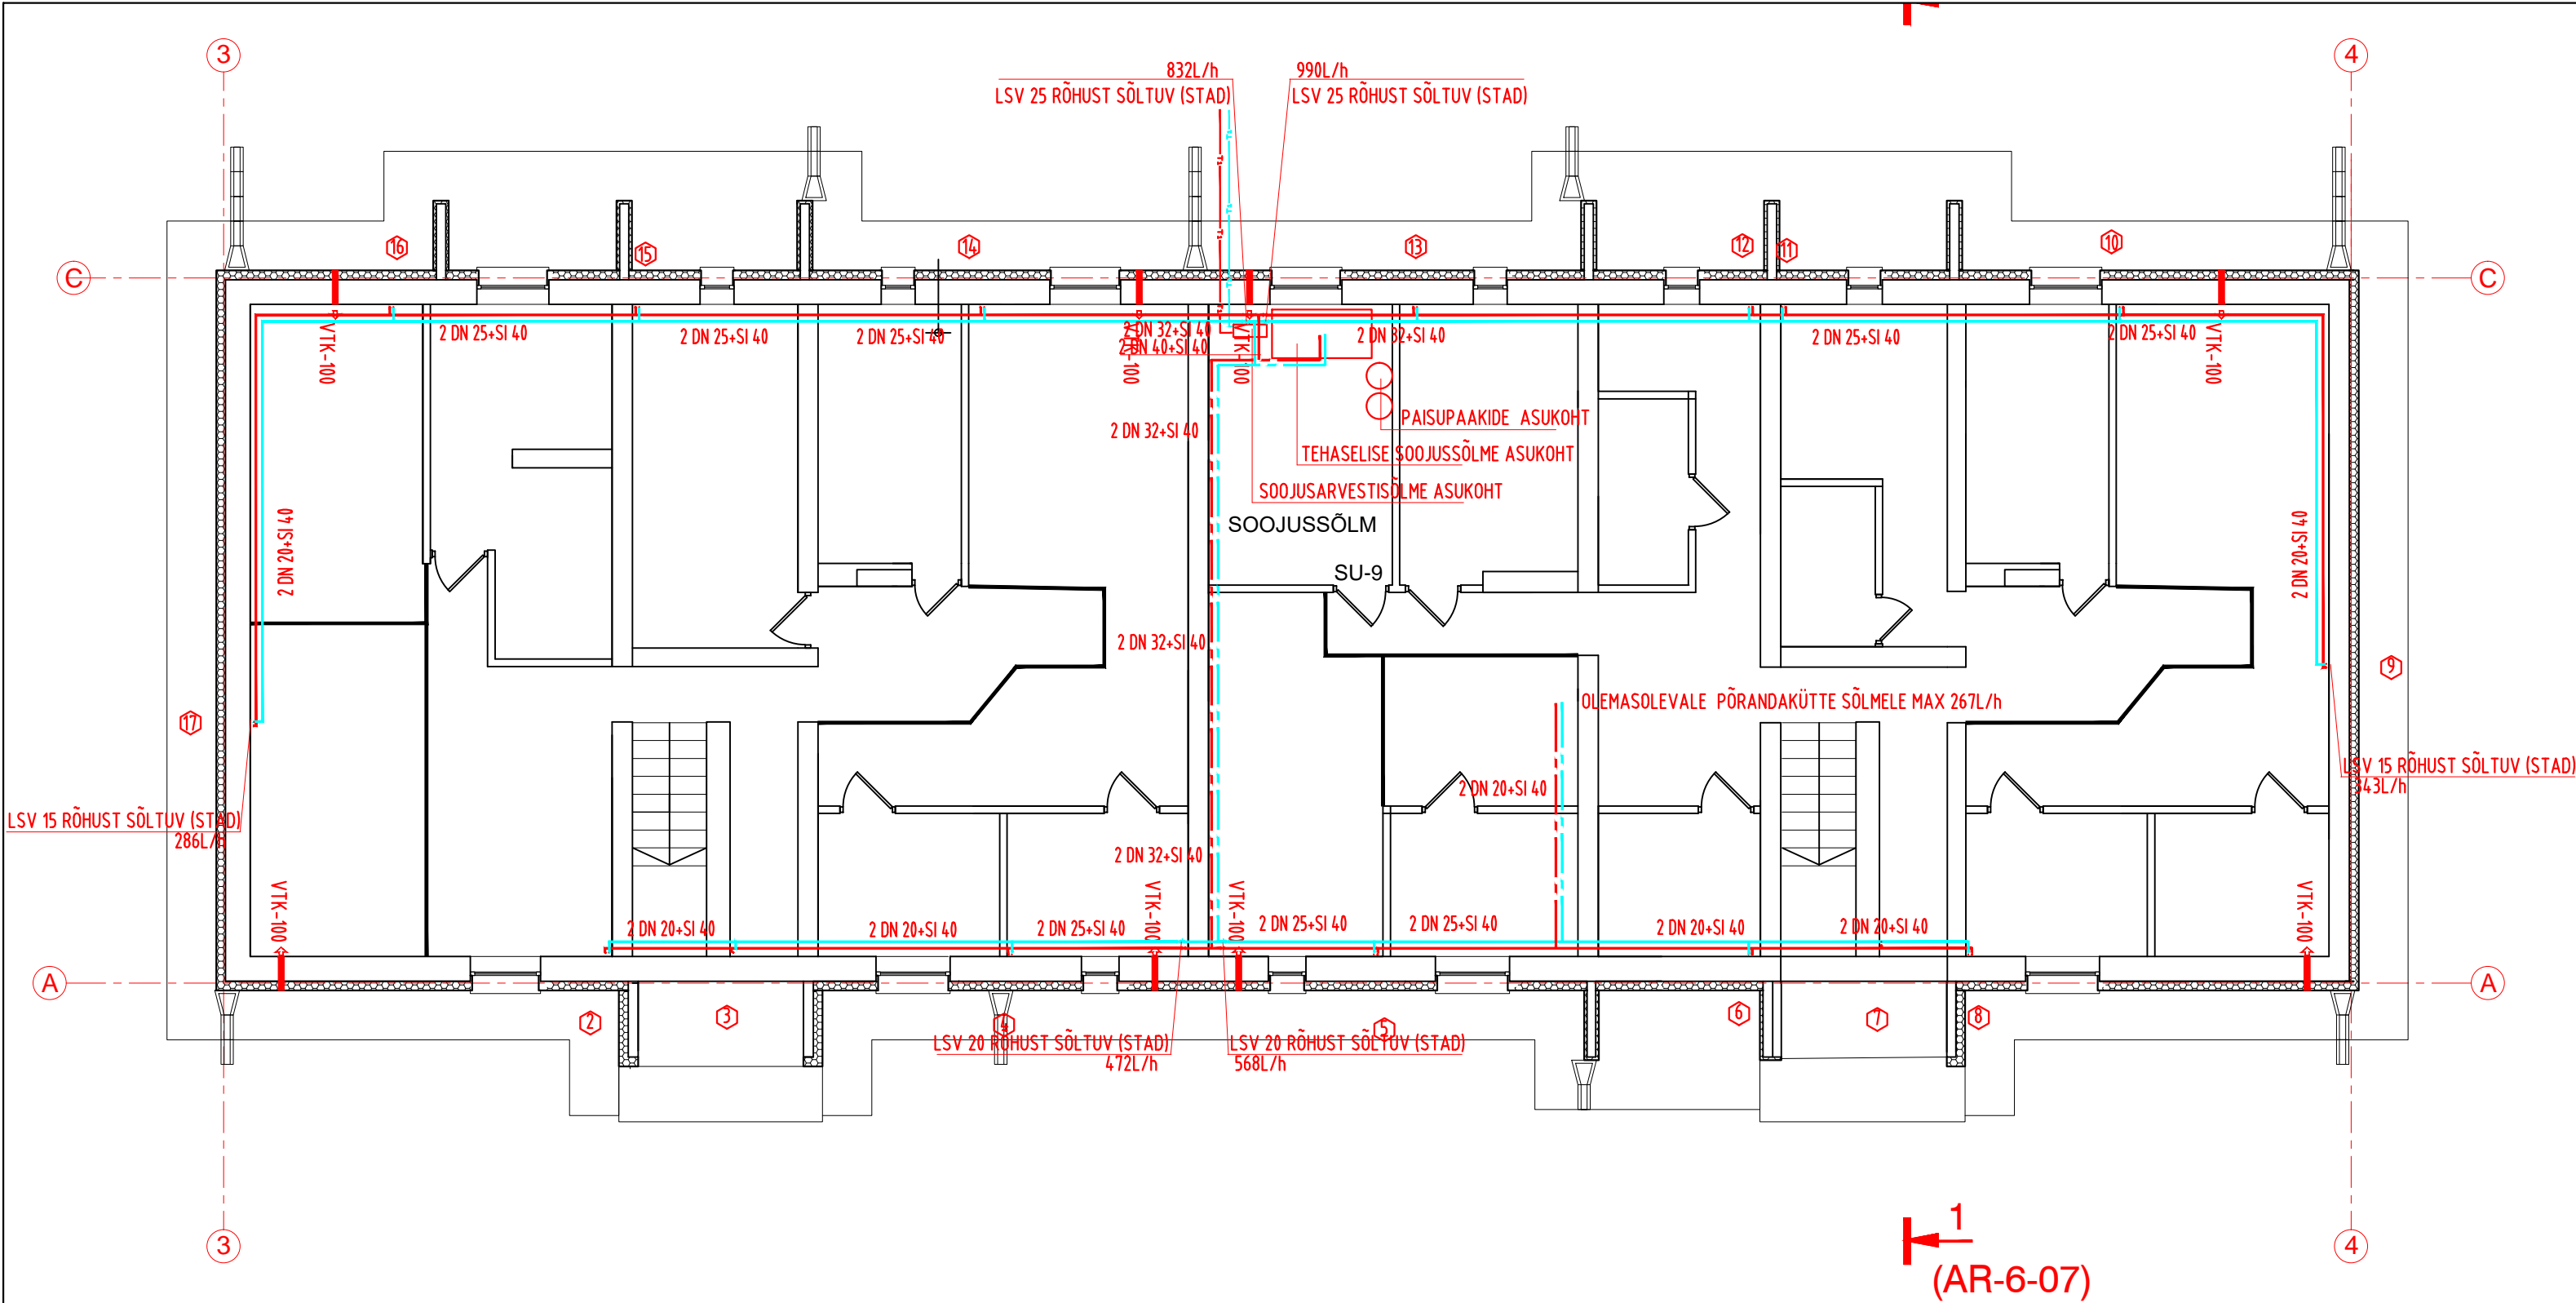 3
4
832L/h
990L/h
LSV 25 RÕHUST SÕLTUV (STAD)
LSV 25 RÕHUST SÕLTUV (STAD)
16
15
14
13
12
11
10
C
C
2 DN 25+SI 40
2 DN 25+SI 40
2 DN 25+SI 40
2 DN 32+SI 40
2 DN 40+SI 40
2 DN 32+SI 40
2 DN 25+SI 40
2 DN 25+SI 40
VTK-100
VTK-100
VTK-100
VTK-100
PAISUPAAKIDE ASUKOHT
2 DN 32+SI 40
TEHASELISE SOOJUSSÕLME ASUKOHT
SOOJUSARVESTISÕLME ASUKOHT
SOOJUSSÕLM
2 DN 20+SI 40
2 DN 20+SI 40
SU-9
2 DN 32+SI 40
9
17
OLEMASOLEVALE PÕRANDAKÜTTE SÕLMELE MAX 267L/h
LSV 15 RÕHUST SÕLTUV (STAD)
343L/h
2 DN 20+SI 40
LSV 15 RÕHUST SÕLTUV (STAD)
286L/h
2 DN 32+SI 40
VTK-100
VTK-100
VTK-100
VTK-100
2 DN 20+SI 40
2 DN 20+SI 40
2 DN 25+SI 40
2 DN 25+SI 40
2 DN 25+SI 40
2 DN 20+SI 40
2 DN 20+SI 40
A
A
2
3
4
5
6
7
8
LSV 20 RÕHUST SÕLTUV (STAD)
472L/h
LSV 20 RÕHUST SÕLTUV (STAD)
568L/h
3
1
4
(AR-6-07)